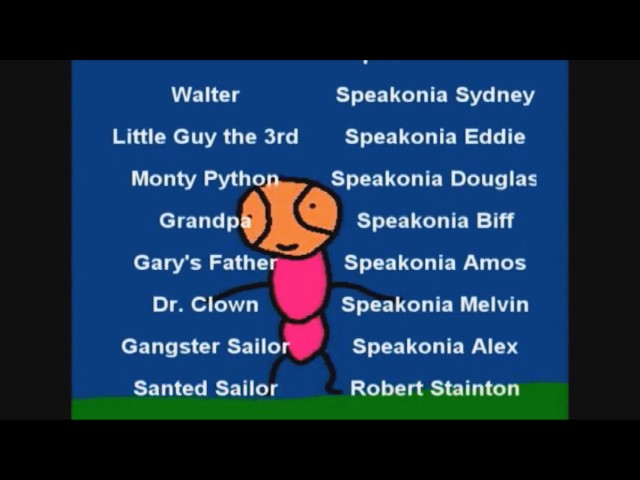 Walter Speakonia Sydney
Little Guy the 3rd Speakonia Eddie
Monty Python Speakonia Douglas
Grandpa Speakonia Biff
Gary's Father Speakonia Amos
Dr. Clown Speakonia Melvin
Gangster Sailor Speakonia Alex
Santed Sailor Robert Stainton